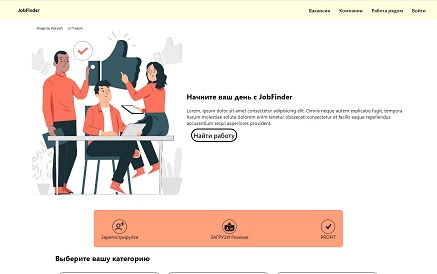 JobFinder
Вакансии Компании Работа рядом Войти
Image by storyset on Freepik
Начните ваш день с JobFinder
Lorem, ipsum dolor sit amet consectetur adipisicing elit. Omnis neque autem explicabo fugit, tempora
harum molestiae soluta dolorem enim tenetur obcaecati consectetur et facilis eaque repellendus
accusantium sequi asperiores provident.
Найти работу
Зарегистрируйся ЗАГРУЗИ Резюме PROFIT
Выберите вашу категорию